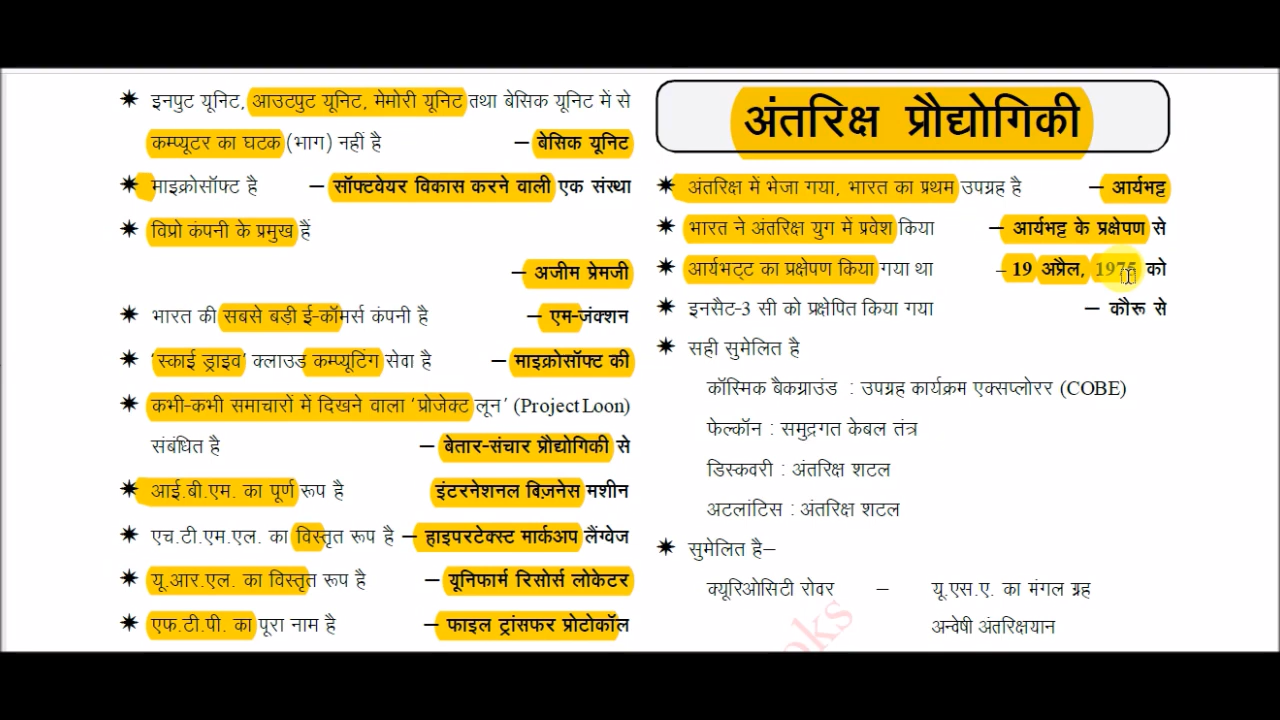 ✷ इनपुट यूनिट, आउटपुट यूनिट, मेमोरी यूनिट तथा बेसिक यूनिट में से
कम्प्यूटर का घटक (भाग) नहीं है – बेसिक यूनिट
✷ माइक्रोसॉफ्ट है – सॉफ्टवेयर विकास करने वाली एक संस्था
✷ विप्रो कंपनी के प्रमुख हैं
– अजीम प्रेमजी
✷ भारत की सबसे बड़ी ई-कॉमर्स कंपनी है – एम-जंक्शन
✷ 'स्काई ड्राइव' क्लाउड कम्प्यूटिंग सेवा है – माइक्रोसॉफ्ट की
✷ कभी-कभी समाचारों में दिखने वाला 'प्रोजेक्ट लून' (Project Loon)
संबंधित है – बेतार-संचार प्रौद्योगिकी से
✷ आई.बी.एम. का पूर्ण रूप है इंटरनेशनल बिज़नेस मशीन
✷ एच.टी.एम.एल. का विस्तृत रूप है – हाइपरटेक्स्ट मार्कअप लैंग्वेज
✷ यू.आर.एल. का विस्तृत रूप है – यूनिफार्म रिसोर्स लोकेटर
✷ एफ.टी.पी. का पूरा नाम है – फाइल ट्रांसफर प्रोटोकॉल
अंतरिक्ष प्रौद्योगिकी
✷ अंतरिक्ष में भेजा गया, भारत का प्रथम उपग्रह है – आर्यभट्ट
✷ भारत ने अंतरिक्ष युग में प्रवेश किया – आर्यभट्ट के प्रक्षेपण से
✷ आर्यभट्ट का प्रक्षेपण किया गया था – 19 अप्रैल, 1975 को
✷ इनसैट-3 सी को प्रक्षेपित किया गया – कौरू से
✷ सही सुमेलित है
कॉस्मिक बैकग्राउंड : उपग्रह कार्यक्रम एक्सप्लोरर (COBE)
फेल्कॉन : समुद्रगत केबल तंत्र
डिस्कवरी : अंतरिक्ष शटल
अटलांटिस : अंतरिक्ष शटल
✷ सुमेलित है–
क्यूरिओसिटी रोवर – यू.एस.ए. का मंगल ग्रह
अन्वेषी अंतरिक्षयान